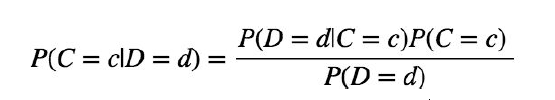 P(C = c|D = d) = P(D = d|C = c)P(C = c) / P(D = d)